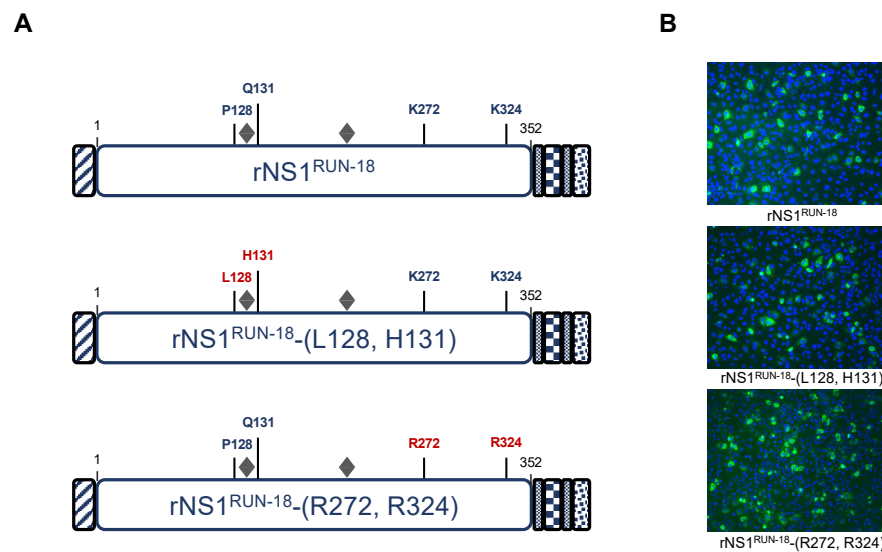 A
B
Q131
P128
K272
K324
1
352
rNS1RUN-18
rNS1RUN-18
H131
L128
K272
K324
1
352
rNS1RUN-18-(L128, H131)
rNS1RUN-18-(L128, H131)
Q131
P128
R272
R324
1
352
rNS1RUN-18-(R272, R324)
rNS1RUN-18-(R272, R324)